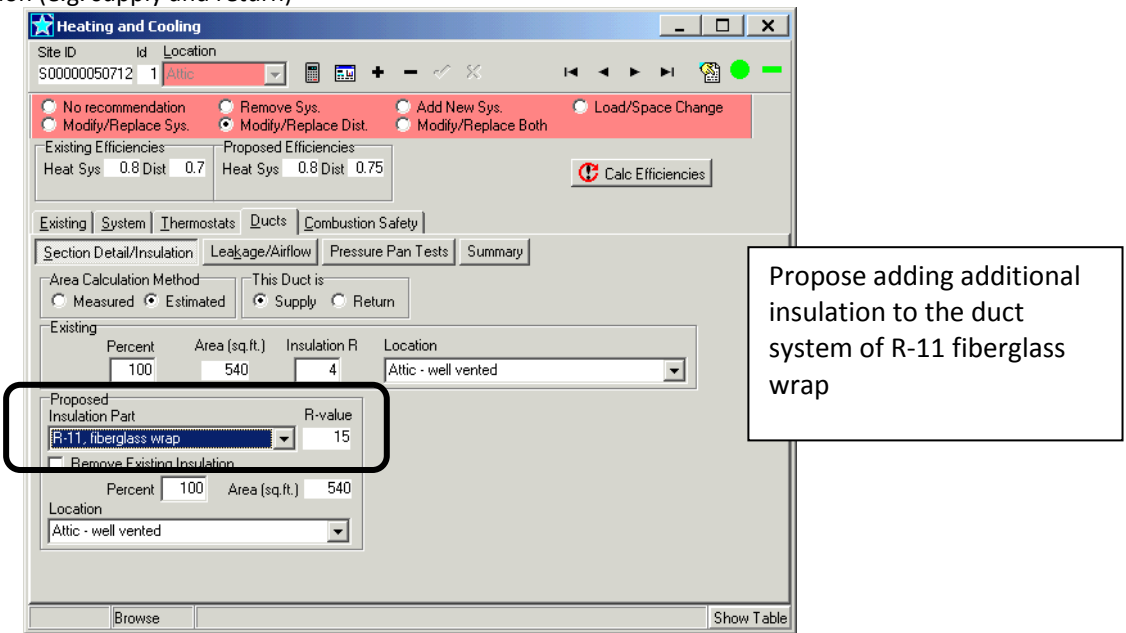 (e.g. supply and return)
Heating and Cooling
Site ID Id Location
S00000050712 1 Attic
No recommendation Remove Sys. Add New Sys. Load/Space Change
Modify/Replace Sys. Modify/Replace Dist. Modify/Replace Both
Existing Efficiencies Proposed Efficiencies
Heat Sys 0.8 Dist 0.7 Heat Sys 0.8 Dist 0.75 Calc Efficiencies
Existing System Thermostats Ducts Combustion Safety
Section Detail/Insulation Leakage/Airflow Pressure Pan Tests Summary
Area Calculation Method This Duct is
Measured Estimated Supply Return
Existing
Percent Area (sq.ft.) Insulation R Location
100 540 4 Attic - well vented
Proposed
Insulation Part R-value
R-11, fiberglass wrap 15
Remove Existing Insulation
Percent 100 Area (sq.ft.) 540
Location
Attic - well vented
Browse Show Table
Propose adding additional
insulation to the duct
system of R-11 fiberglass
wrap